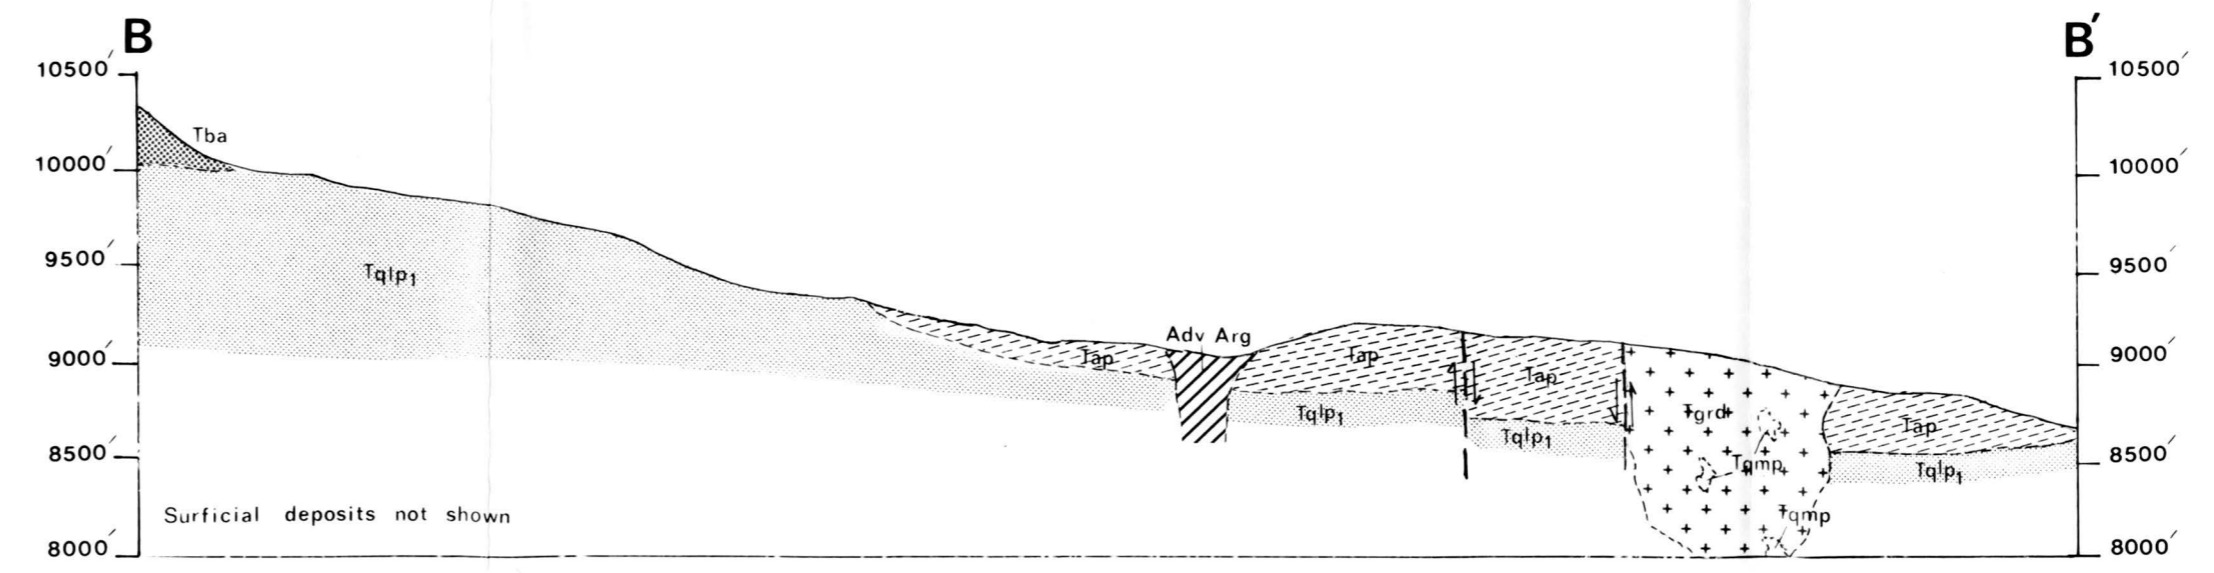 B B′
10500′ 10500′
Tba
10000′ 10000′
Tqlp1
9500′ 9500′
Adv Arg
9000′ Tap Tap Tap 9000′
Tqlp1 Tgrd Tap
Tqlp1
8500′ Tqmp Tqlp1 8500′
Surficial deposits not shown Tqmp
8000′ 8000′